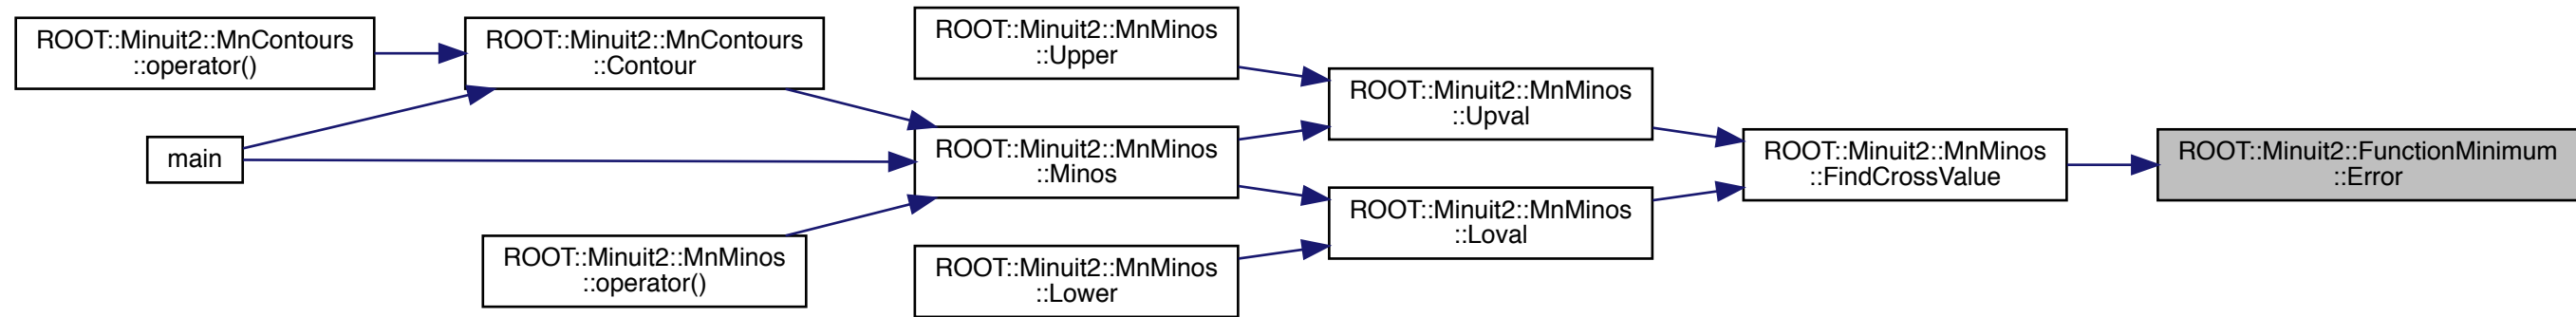 ROOT::Minuit2::MnContours
::operator()
ROOT::Minuit2::MnContours
::Contour
main
ROOT::Minuit2::MnMinos
::operator()
ROOT::Minuit2::MnMinos
::Upper
ROOT::Minuit2::MnMinos
::Minos
ROOT::Minuit2::MnMinos
::Lower
ROOT::Minuit2::MnMinos
::Upval
ROOT::Minuit2::MnMinos
::Loval
ROOT::Minuit2::MnMinos
::FindCrossValue
ROOT::Minuit2::FunctionMinimum
::Error